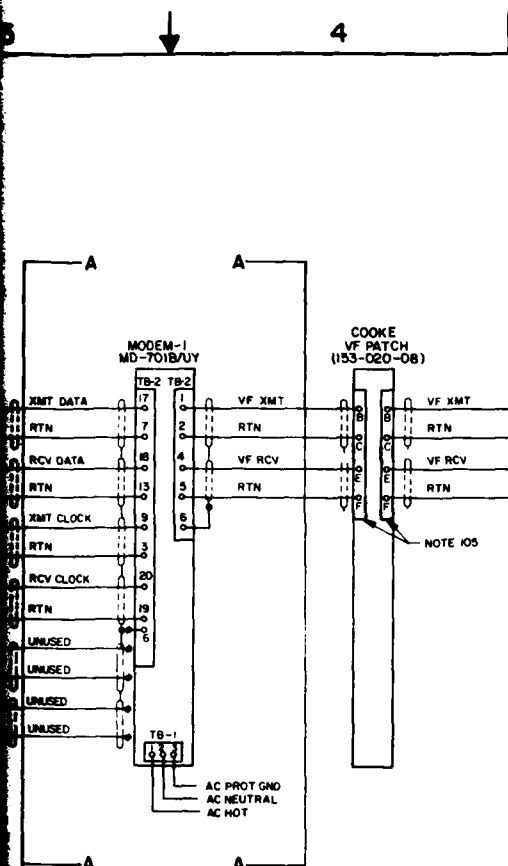 4
A A
MODEM-1
MD-701B/UY
TB-2 TB-2
COOKE
VF PATCH
(153-020-08)
XMT DATA 17 1 VF XMT B B VF XMT
RTN 7 2 RTN C C RTN
RCV DATA 18 4 VF RCV E E VF RCV
RTN 13 5 RTN F F RTN
XMT CLOCK 9 6
NOTE 105
RTN 3
RCV CLOCK 20
RTN 19
6
UNUSED
UNUSED
UNUSED
UNUSED
TB-1
1 2 3
AC PROT GND
AC NEUTRAL
AC HOT
A A